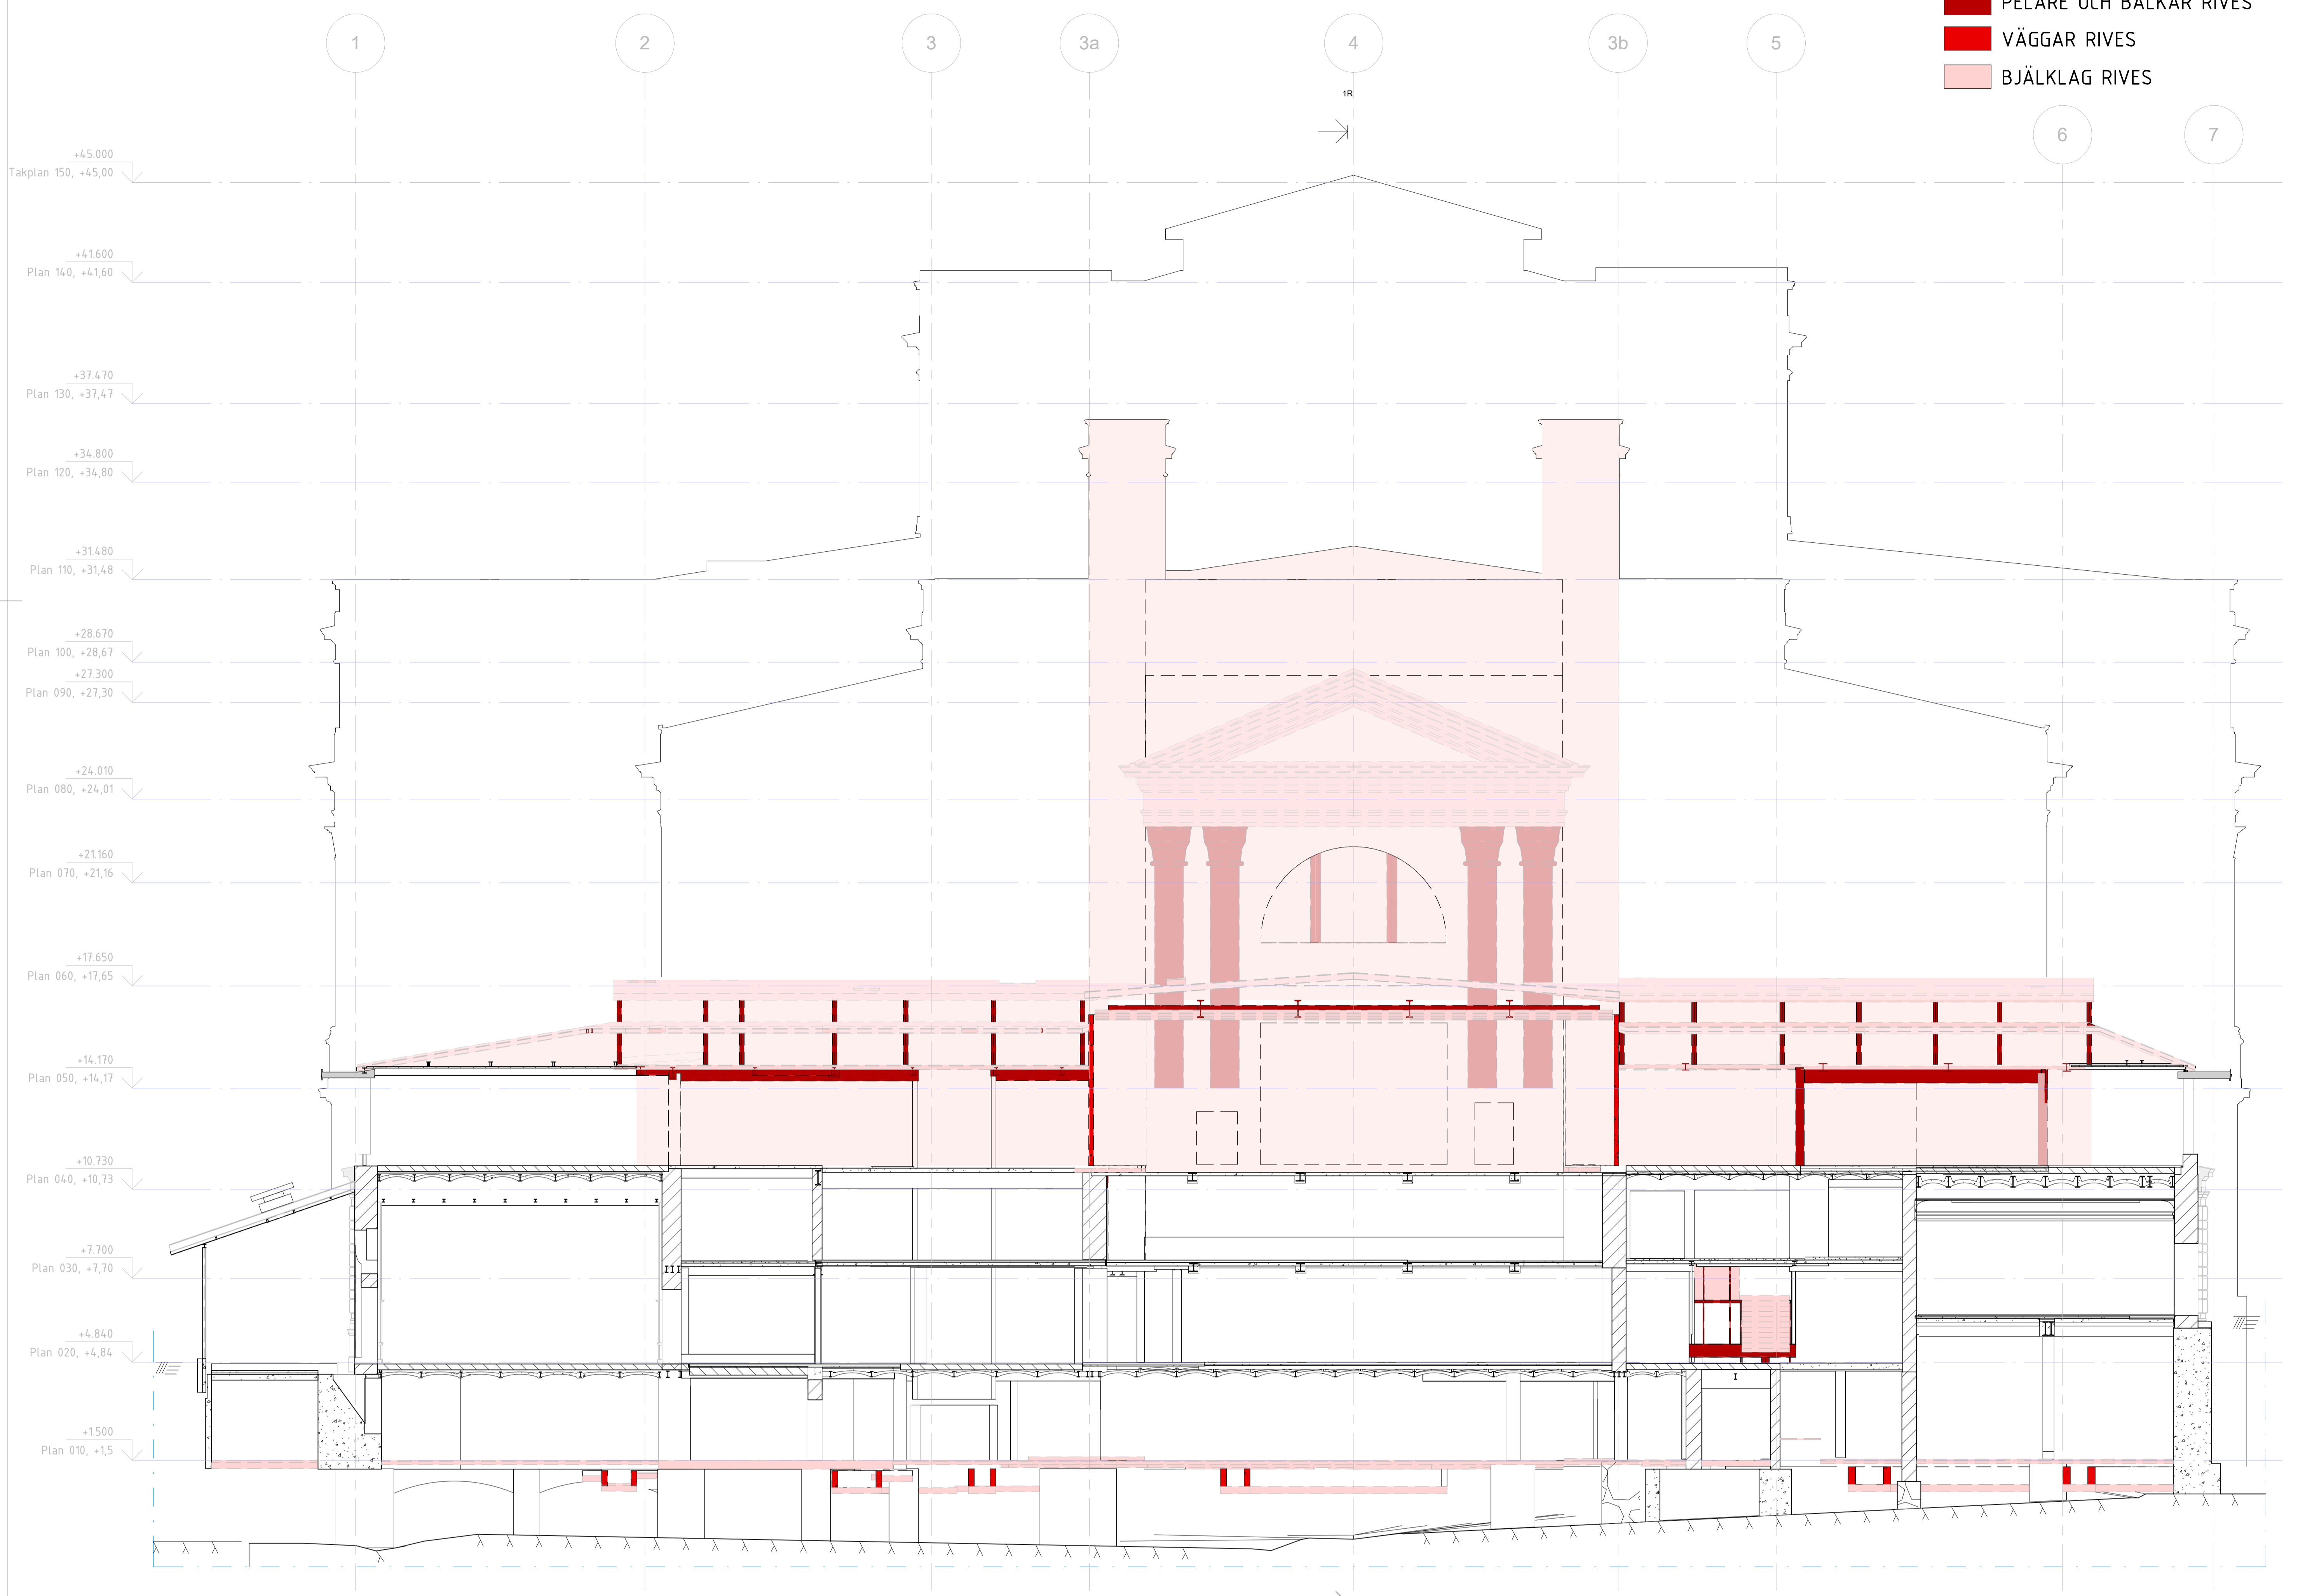 PELARE OCH BALKAR RIVES
VÄGGAR RIVES
BJÄLKLAG RIVES
1
2
3
3a
4
3b
5
6
7
1R
+45.000
Takplan 150, +45,00
+41.600
Plan 140, +41,60
+37.470
Plan 130, +37,47
+34.800
Plan 120, +34,80
+31.480
Plan 110, +31,48
+28.670
Plan 100, +28,67
+27.300
Plan 090, +27,30
+24.010
Plan 080, +24,01
+21.160
Plan 070, +21,16
+17.650
Plan 060, +17,65
+14.170
Plan 050, +14,17
+10.730
Plan 040, +10,73
+7.700
Plan 030, +7,70
+4.840
Plan 020, +4,84
+1.500
Plan 010, +1,5